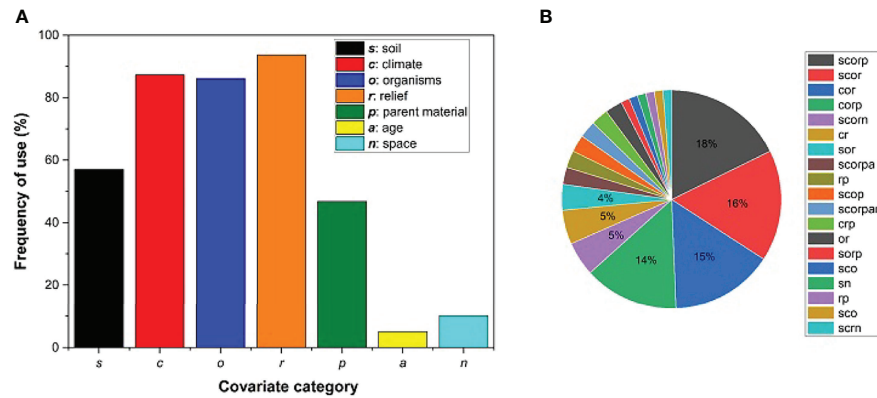 A
Frequency of use (%)
100
80
60
40
20
0
s: soil
c: climate
o: organisms
r: relief
p: parent material
a: age
n: space
s c o r p a n
Covariate category
B
18%
16%
15%
14%
5%
5%
4%
scorp
scor
cor
corp
scorn
cr
sor
scorpa
rp
scop
scorpan
crp
or
sorp
sco
sn
rp
sco
scrn